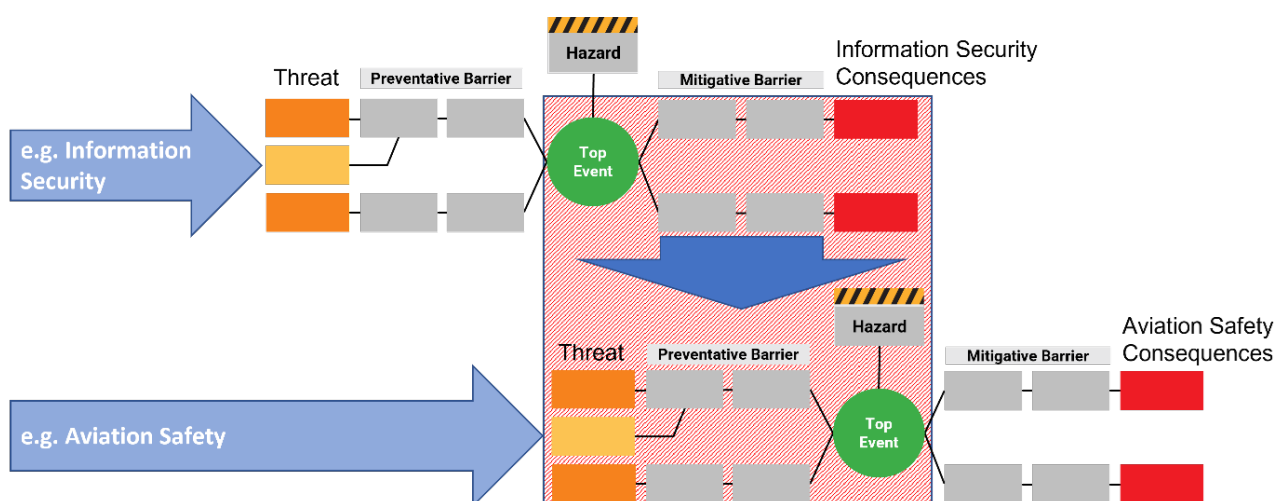 Hazard
Information Security
Consequences
Threat
Preventative Barrier
Mitigative Barrier
e.g. Information
Security
Top
Event
Hazard
Aviation Safety
Consequences
Threat
Preventative Barrier
Mitigative Barrier
e.g. Aviation Safety
Top
Event